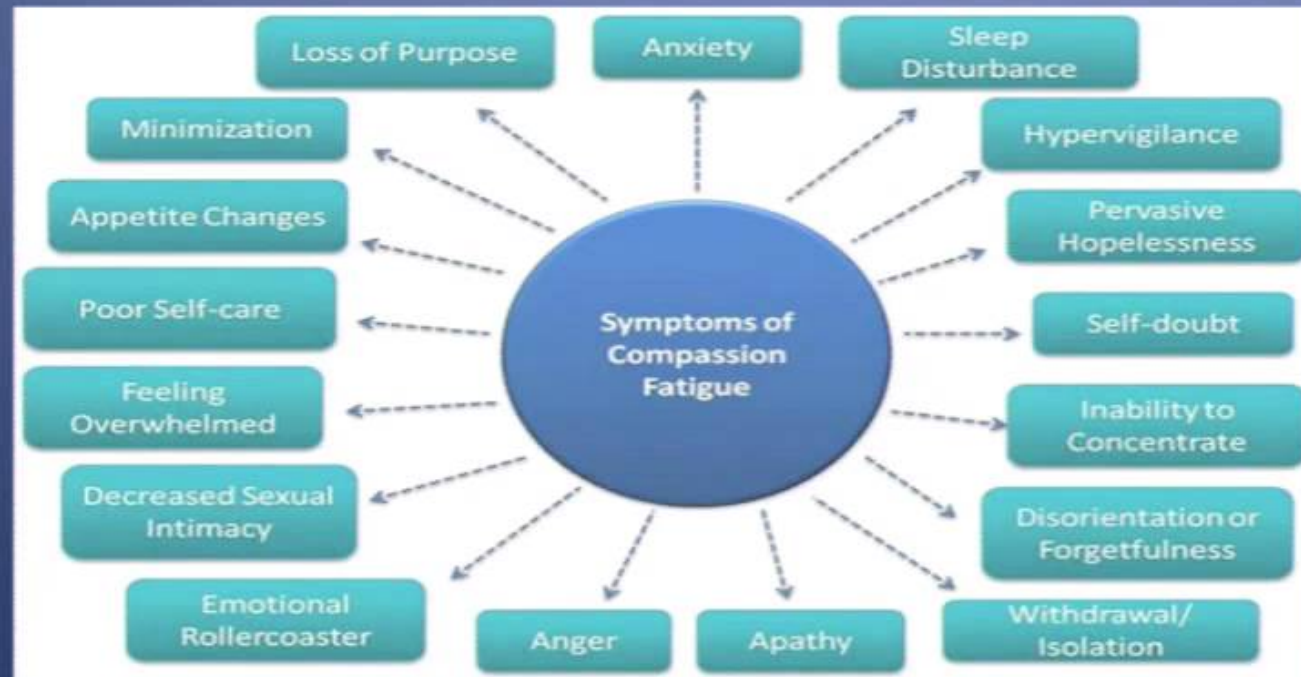 Symptoms of
Compassion
Fatigue
Anxiety
Sleep
Disturbance
Hypervigilance
Pervasive
Hopelessness
Self-doubt
Inability to
Concentrate
Disorientation or
Forgetfulness
Withdrawal/
Isolation
Apathy
Anger
Emotional
Rollercoaster
Decreased Sexual
Intimacy
Feeling
Overwhelmed
Poor Self-care
Appetite Changes
Minimization
Loss of Purpose